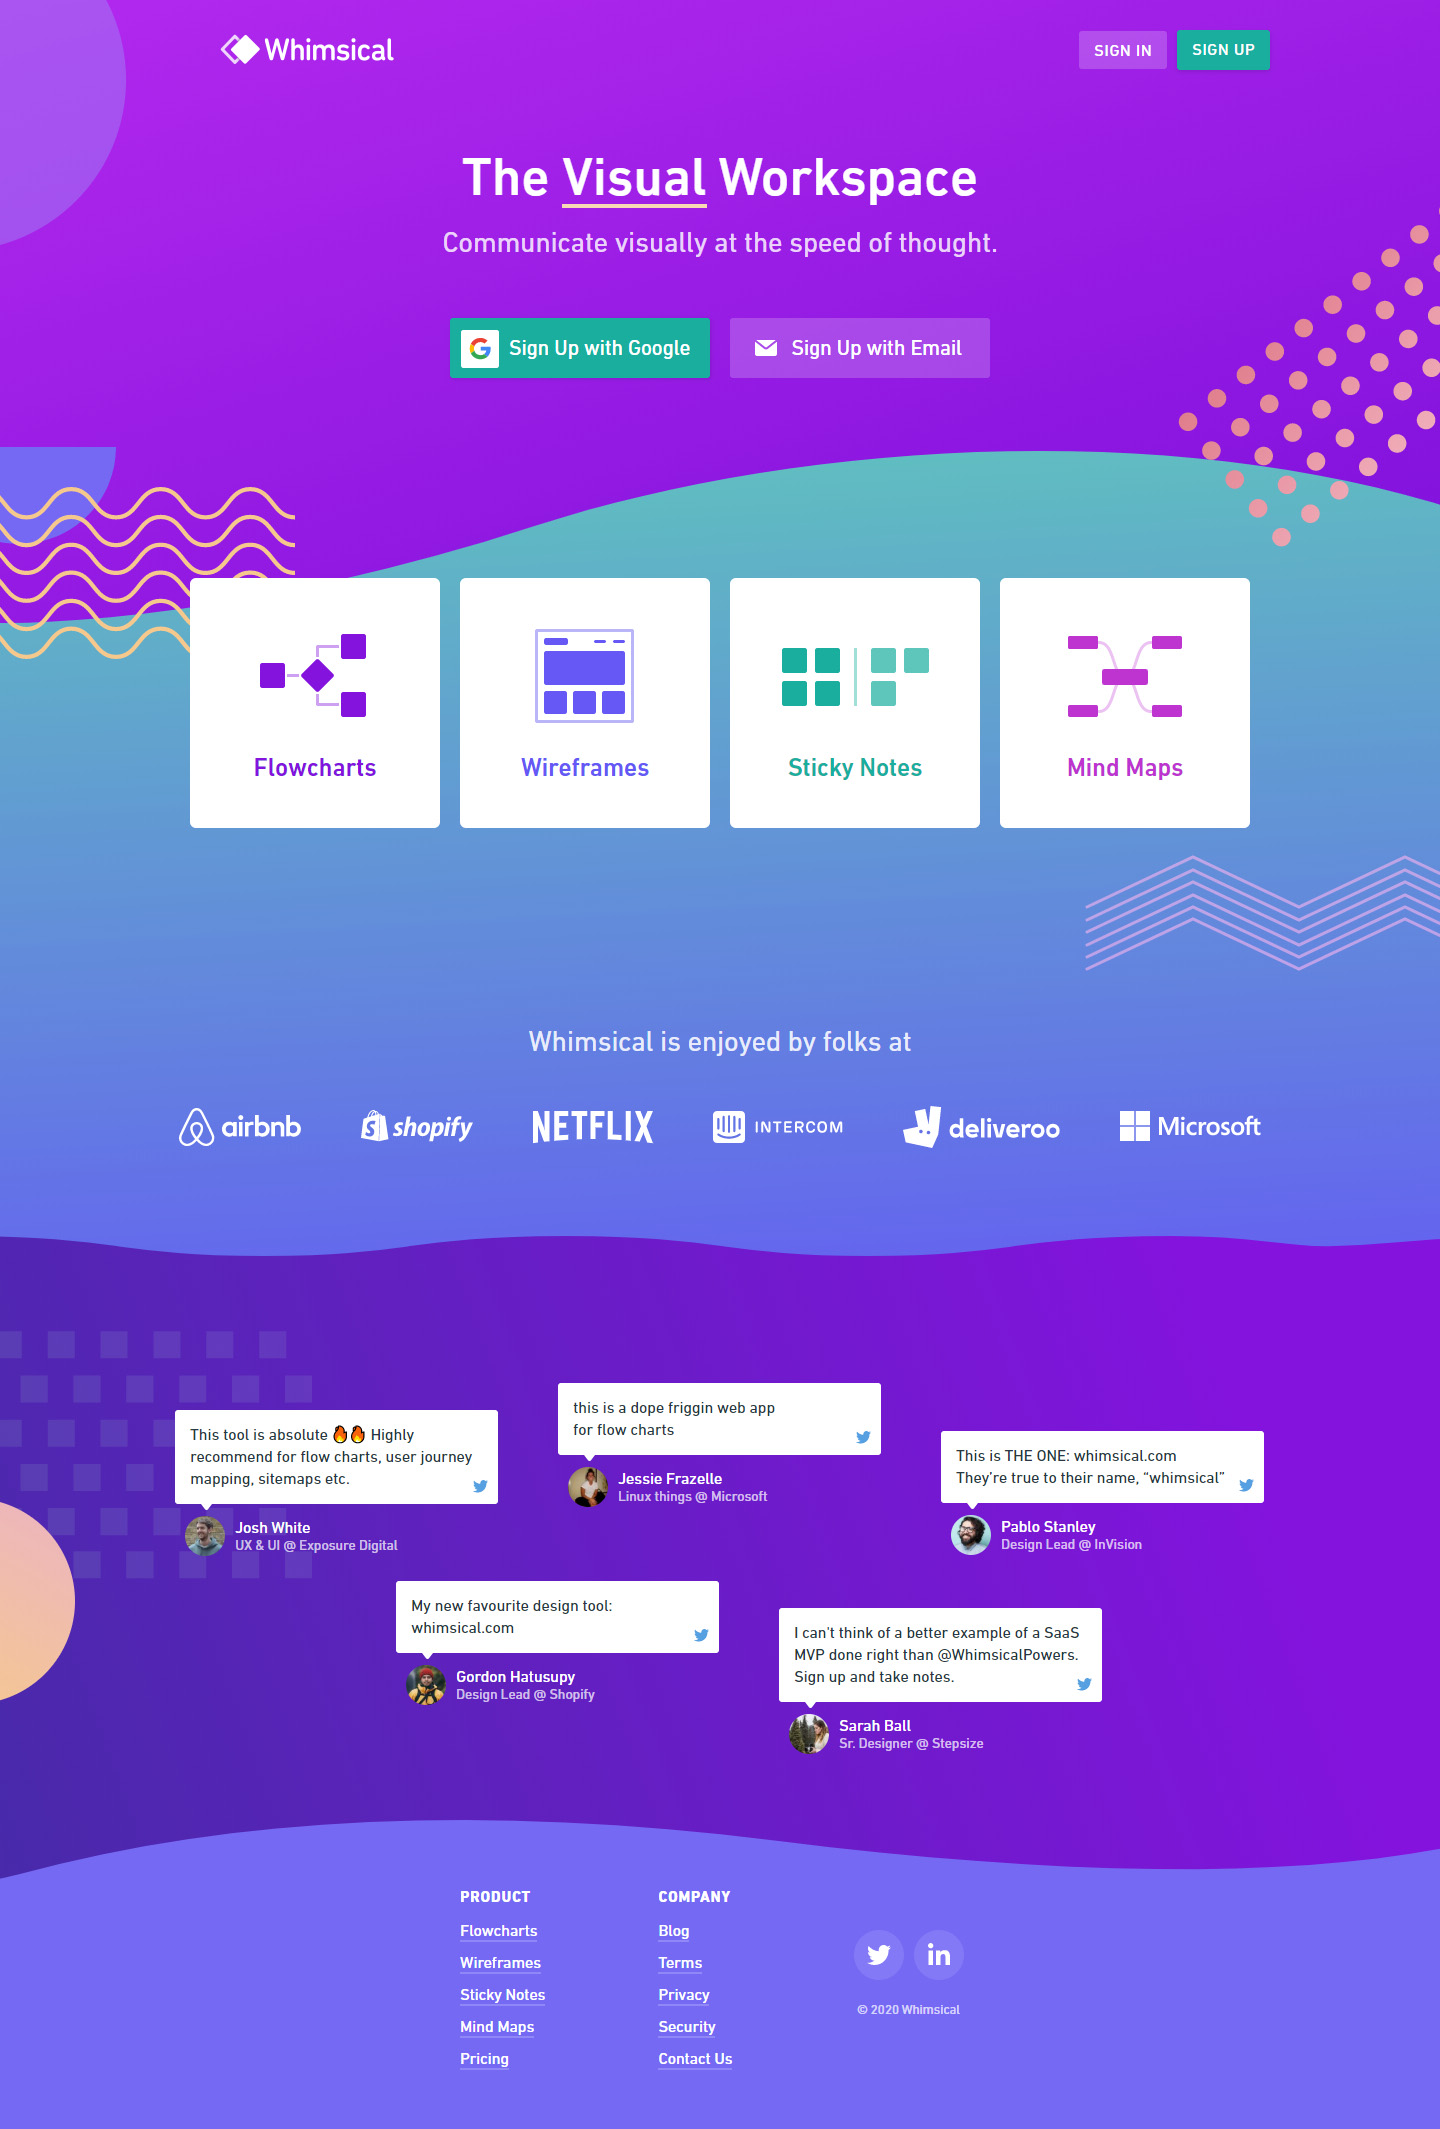 Whimsical
SIGN IN
SIGN UP
The Visual Workspace
Communicate visually at the speed of thought.
Sign Up with Google
Sign Up with Email
Flowcharts
Wireframes
Sticky Notes
Mind Maps
Whimsical is enjoyed by folks at
airbnb
shopify
NETFLIX
INTERCOM
deliveroo
Microsoft
This tool is absolute 🔥🔥 Highly
recommend for flow charts, user journey
mapping, sitemaps etc.
Josh White
UX & UI @ Exposure Digital
this is a dope friggin web app
for flow charts
Jessie Frazelle
Linux things @ Microsoft
This is THE ONE: whimsical.com
They’re true to their name, “whimsical”
Pablo Stanley
Design Lead @ InVision
My new favourite design tool:
whimsical.com
Gordon Hatusupy
Design Lead @ Shopify
I can't think of a better example of a SaaS
MVP done right than @WhimsicalPowers.
Sign up and take notes.
Sarah Ball
Sr. Designer @ Stepsize
PRODUCT
Flowcharts
Wireframes
Sticky Notes
Mind Maps
Pricing
COMPANY
Blog
Terms
Privacy
Security
Contact Us
© 2020 Whimsical